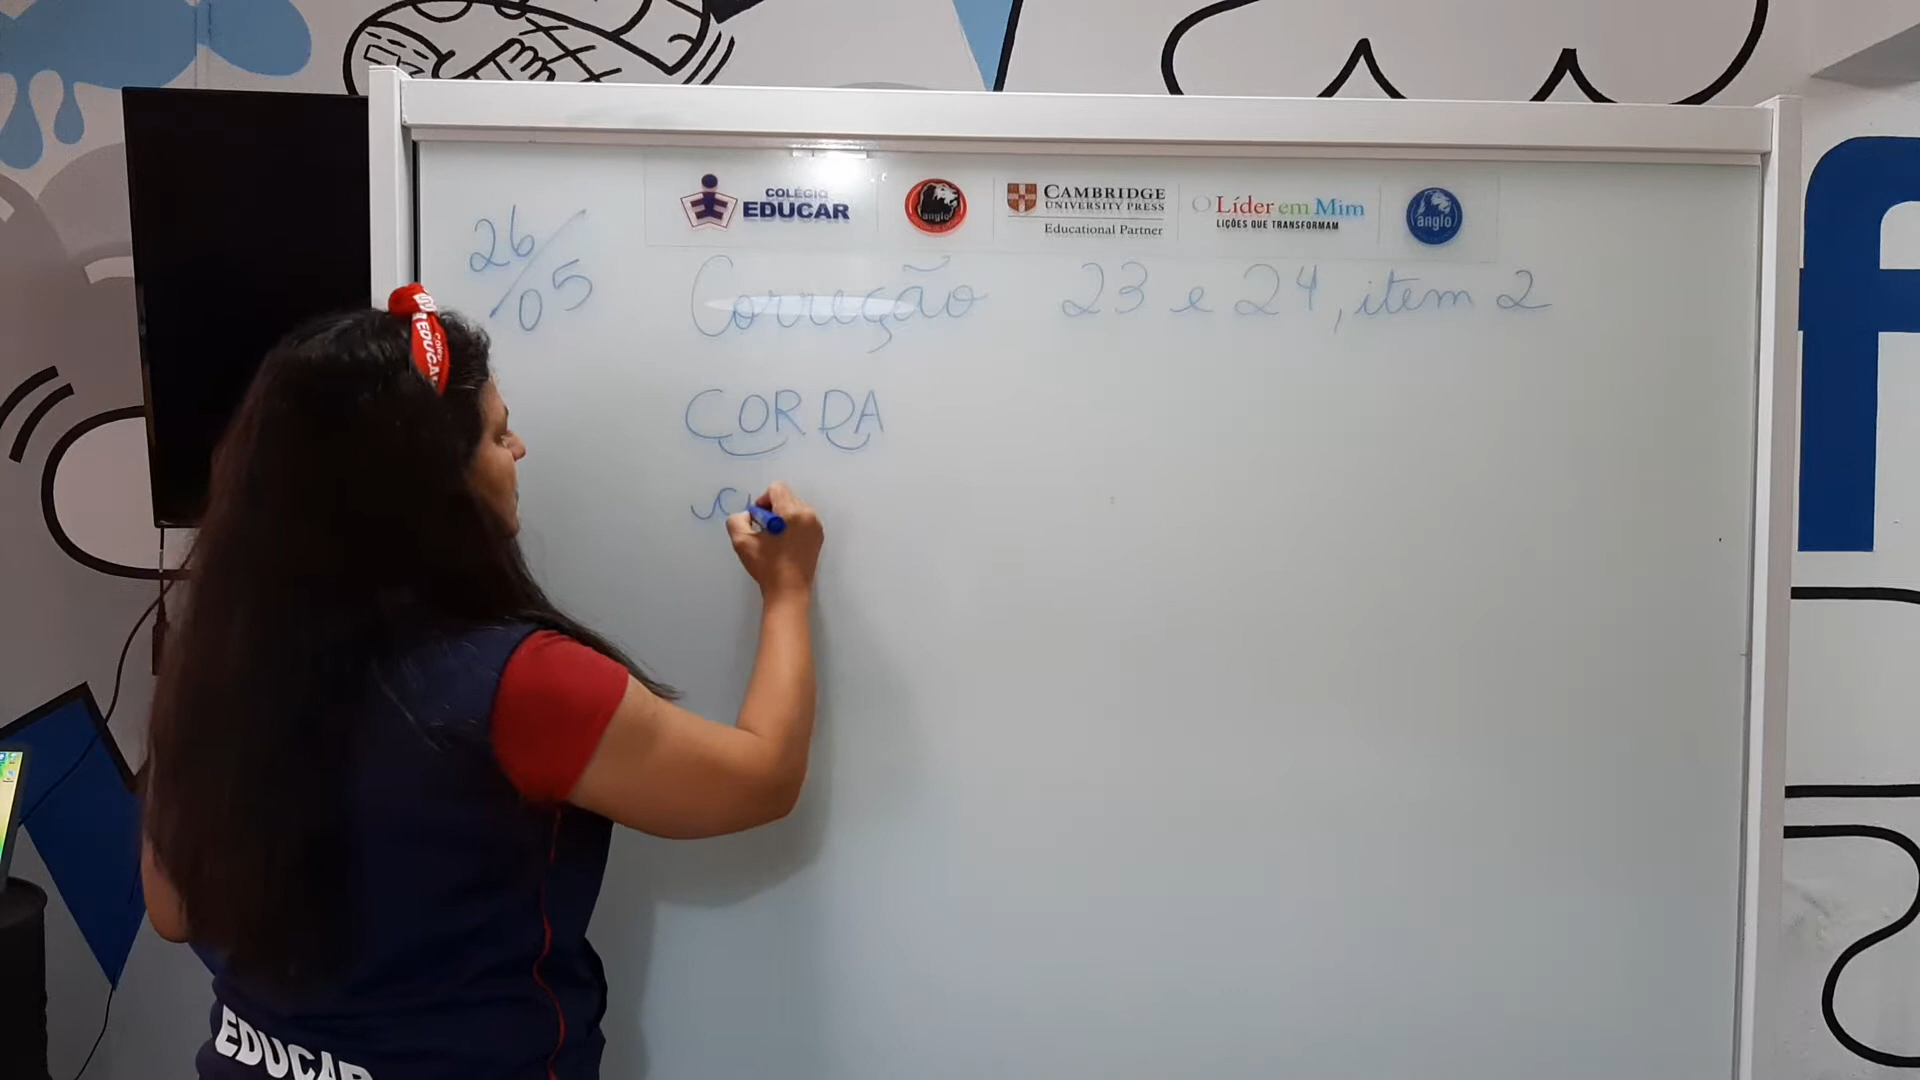 COLÉGIO
EDUCAR
anglo
CAMBRIDGE
UNIVERSITY PRESS
Educational Partner
O Líder em Mim
LIÇÕES QUE TRANSFORMAM
anglo
26/05
Correção 23 e 24, item 2
CORDA
EDUCAR